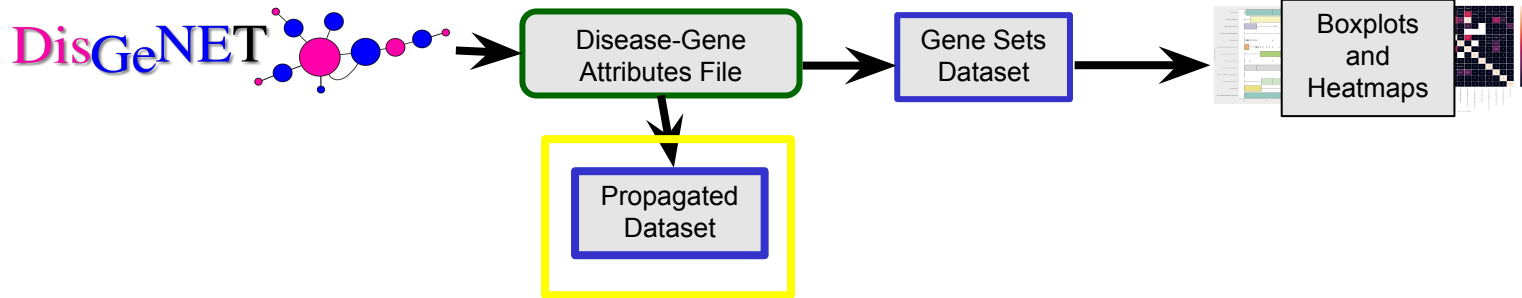 DisGeNET
Disease-Gene
Attributes File
Gene Sets
Dataset
Boxplots
and
Heatmaps
Propagated
Dataset